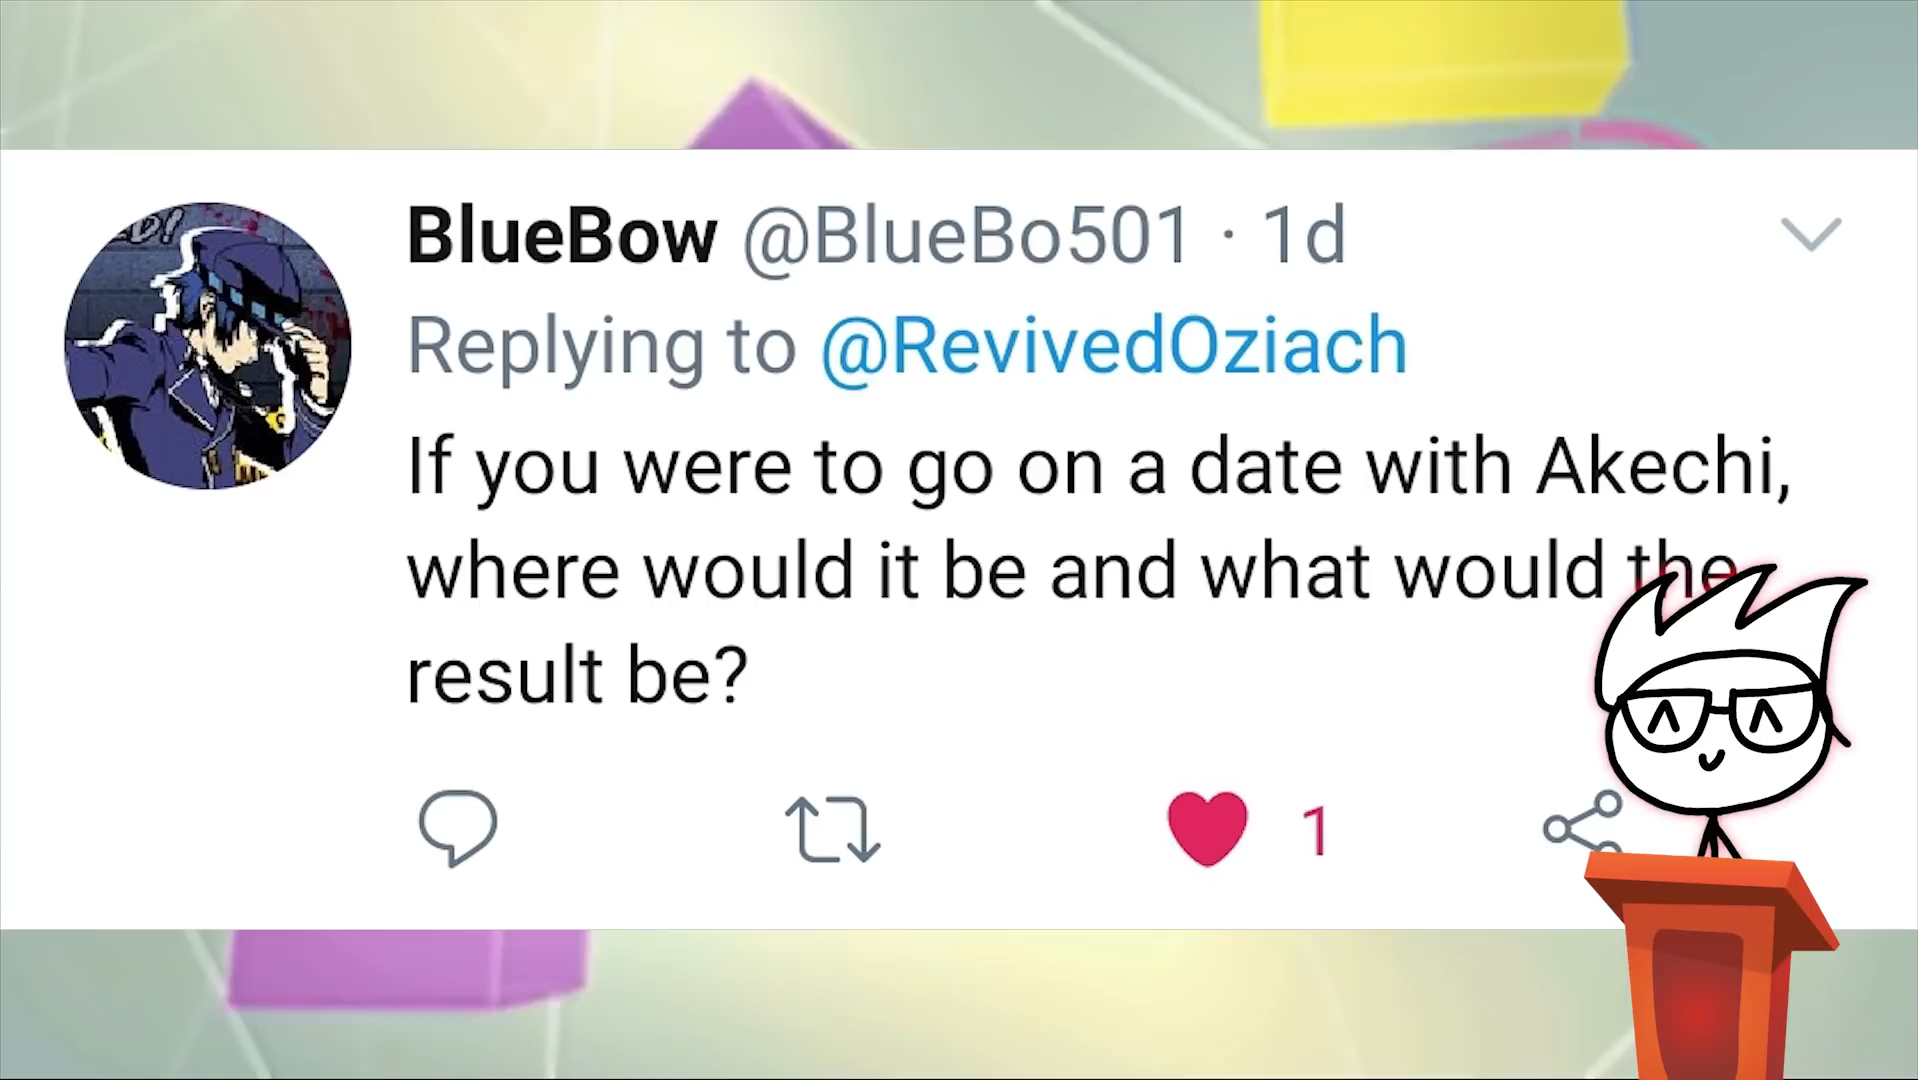 BlueBow @BlueBo501 · 1d
Replying to @RevivedOziach
If you were to go on a date with Akechi,
where would it be and what would the
result be?
1